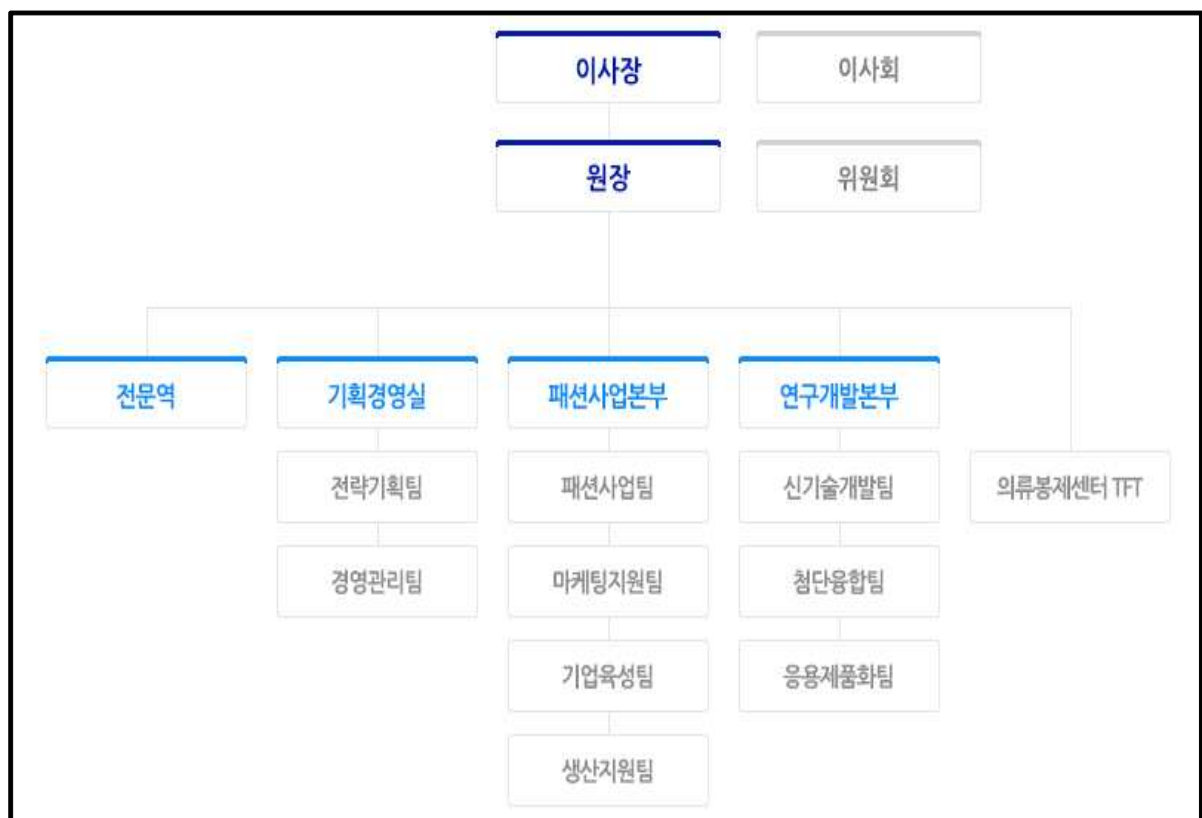 이사장
이사회
원장
위원회
전문역
기획경영실
패션사업본부
연구개발본부
전략기획팀
패션사업팀
신기술개발팀
의류봉제센터 TFT
경영관리팀
마케팅지원팀
첨단융합팀
기업육성팀
응용제품화팀
생산지원팀